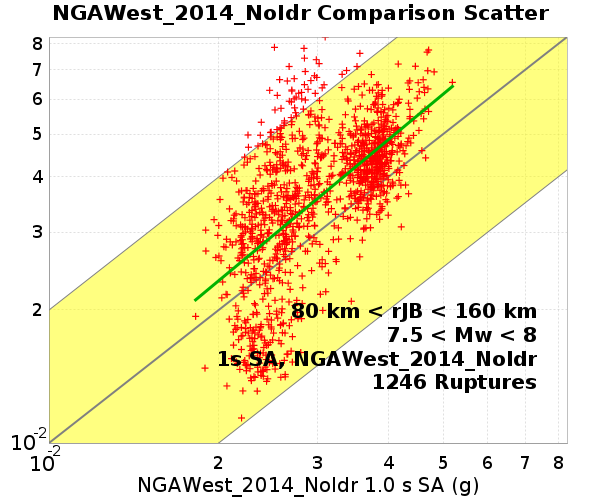 NGAWest_2014_NoIdr Comparison Scatter
8
7
6
5
4
3
2
10-2
80 km < rJB < 160 km
7.5 < Mw < 8
1s SA, NGAWest_2014_NoIdr
1246 Ruptures
10-2 2 3 4 5 6 7 8
NGAWest_2014_NoIdr 1.0 s SA (g)